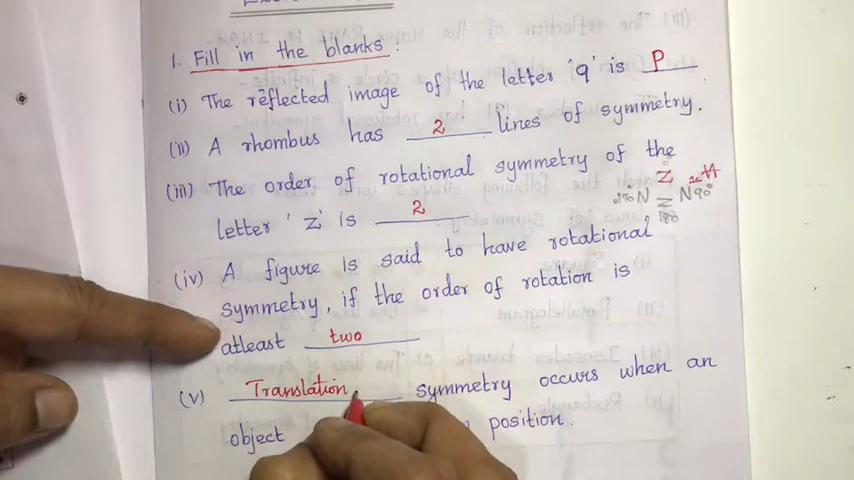 1. Fill in the blanks :
(i) The reflected image of the letter 'q' is P
(ii) A rhombus has 2 lines of symmetry.
(iii) The order of rotational symmetry of the
letter 'Z' is 2
Z
N Z N 90°
180
(iv) A figure is said to have rotational
symmetry, if the order of rotation is
atleast two
(v) Translation symmetry occurs when an
object position.